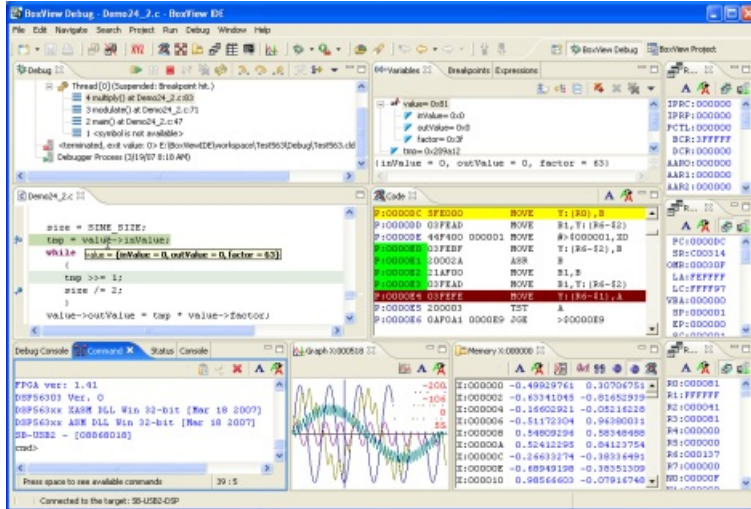 BoxView Debug - Demo24_2.c - BoxView IDE
File Edit Navigate Search Project Run Debug Window Help
BoxView Debug BoxView Project
Debug
Thread [0] (Suspended: Breakpoint hit.)
4 multiply() at Demo24_2.c:83
3 modulate() at Demo24_2.c:71
2 main() at Demo24_2.c:47
1 <symbol is not available>
Debugger Process (3/19/07 8:18 AM)
Variables Breakpoints Expressions
value= 0x81
inValue= 0x0
outValue= 0x0
factor= 0x3f
tmp= 0x209a12
{inValue = 0, outValue = 0, factor = 63}
R...
IPRC:000000
IPRP:000000
PCTL:000000
BCR:3FFFFF
DCR:000000
AAR0:000000
AAR1:000000
AAR2:000000
Demo24_2.c
size = SINE_SIZE;
tmp = value->inValue;
while
value = {inValue = 0, outValue = 0, factor = 63}
{
tmp >>= 1;
size /= 2;
}
value->outValue = tmp * value->factor;
Code
P:0000DC 5FE000 MOVE Y:(R0),B
P:0000DD 03FEAD MOVE B1,Y:(R6-$2)
P:0000DE 44F400 000001 MOVE #>$000001,X0
P:0000E0 03FEBF MOVE Y:(R6-$2),B
P:0000E1 20002A ASR B
P:0000E2 21AF00 MOVE B1,B
P:0000E3 03FEAD MOVE B1,Y:(R6-$2)
P:0000E4 03FEFE MOVE Y:(R6-$1),A
P:0000E5 200003 TST A
P:0000E6 0AF0A1 0000E9 JGE >$0000E9
R...
PC:0000DC
SR:C00314
OMR:00030F
LA:FEFFFF
LC:FFFF97
VBA:000000
SP:000001
EP:000000
Debug Console Command Status Console
FPGA ver: 1.41
DSP56303 Ver. 0
DSP563xx XASM DLL Win 32-bit [Mar 18 2007]
DSP563xx ASM DLL Win 32-bit [Mar 18 2007]
SB-USB2 - [08068018]
cmd>
Press space to see available commands 39 : 5
Graph X:000518
Memory X:000000
X:000000 -0.49929761 0.10706751
X:000002 -0.63341045 -0.81652939
X:000004 -0.16602921 -0.05216228
X:000006 -0.51172304 0.96390031
X:000008 0.54809296 0.58348488
X:00000A 0.52412295 0.84123754
X:00000C -0.26633274 -0.38336491
X:00000E -0.68949198 -0.38351309
X:000010 0.98566603 -0.07916748
R...
R0:000081
R1:FFFFFF
R2:000041
R3:000081
R4:000000
R5:000000
R6:000137
R7:000000
N0:00000F
Connected to the target: SB-USB2-DSP